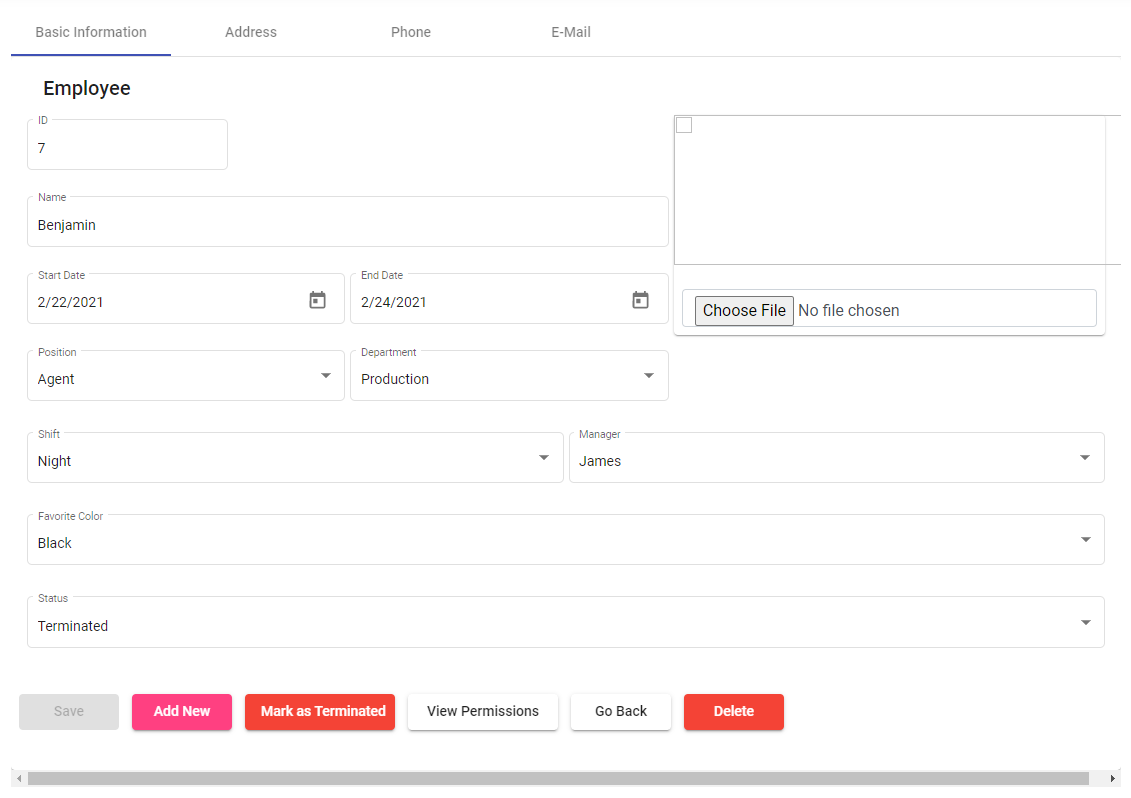 Basic Information Address Phone E-Mail
Employee
ID
7
Name
Benjamin
Start Date End Date
2/22/2021 2/24/2021
Choose File No file chosen
Position Department
Agent Production
Shift Manager
Night James
Favorite Color
Black
Status
Terminated
Save Add New Mark as Terminated View Permissions Go Back Delete